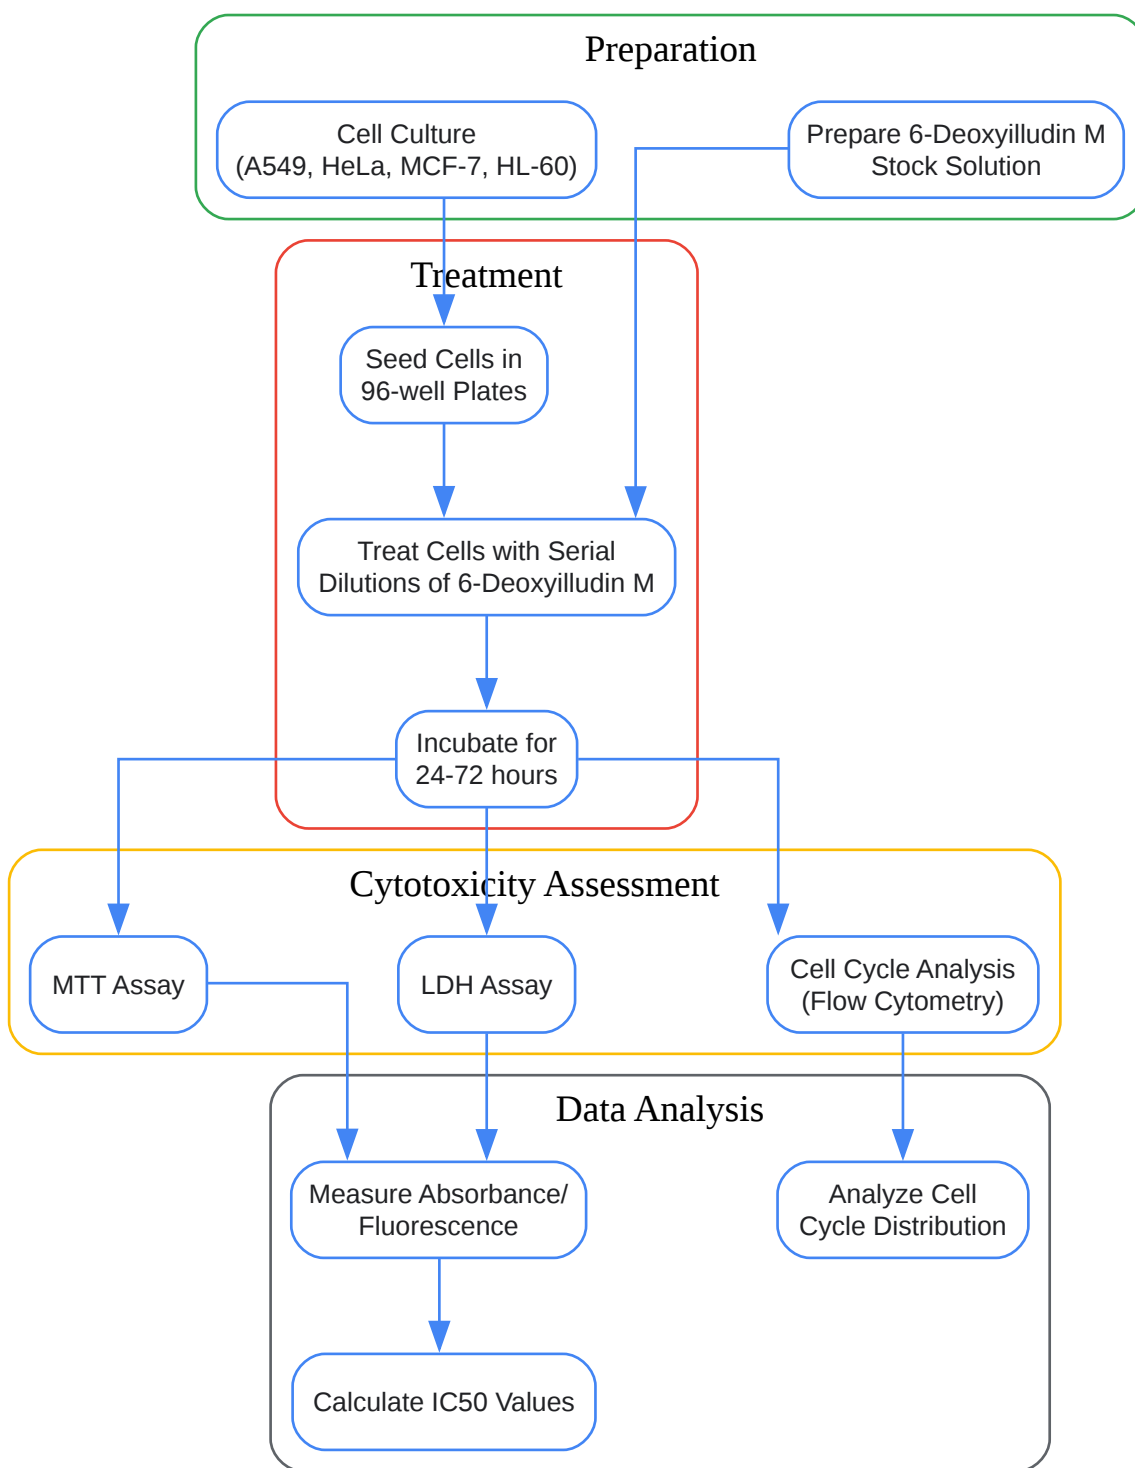 Preparation
Cell Culture
(A549, HeLa, MCF-7, HL-60)
Prepare 6-Deoxyilludin M
Stock Solution
Treatment
Seed Cells in
96-well Plates
Treat Cells with Serial
Dilutions of 6-Deoxyilludin M
Incubate for
24-72 hours
Cytotoxicity Assessment
MTT Assay
LDH Assay
Cell Cycle Analysis
(Flow Cytometry)
Data Analysis
Measure Absorbance/
Fluorescence
Analyze Cell
Cycle Distribution
Calculate IC50 Values